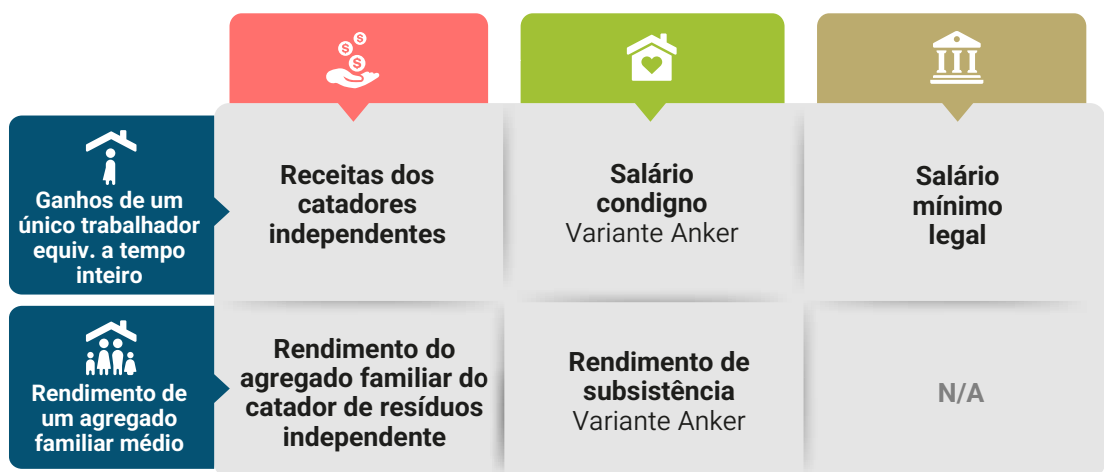 Ganhos de um
único trabalhador
equiv. a tempo
inteiro
Receitas dos
catadores
independentes
Salário
condigno
Variante Anker
Salário
mínimo
legal
Rendimento de
um agregado
familiar médio
Rendimento do
agregado familiar do
catador de resíduos
independente
Rendimento de
subsistência
Variante Anker
N/A